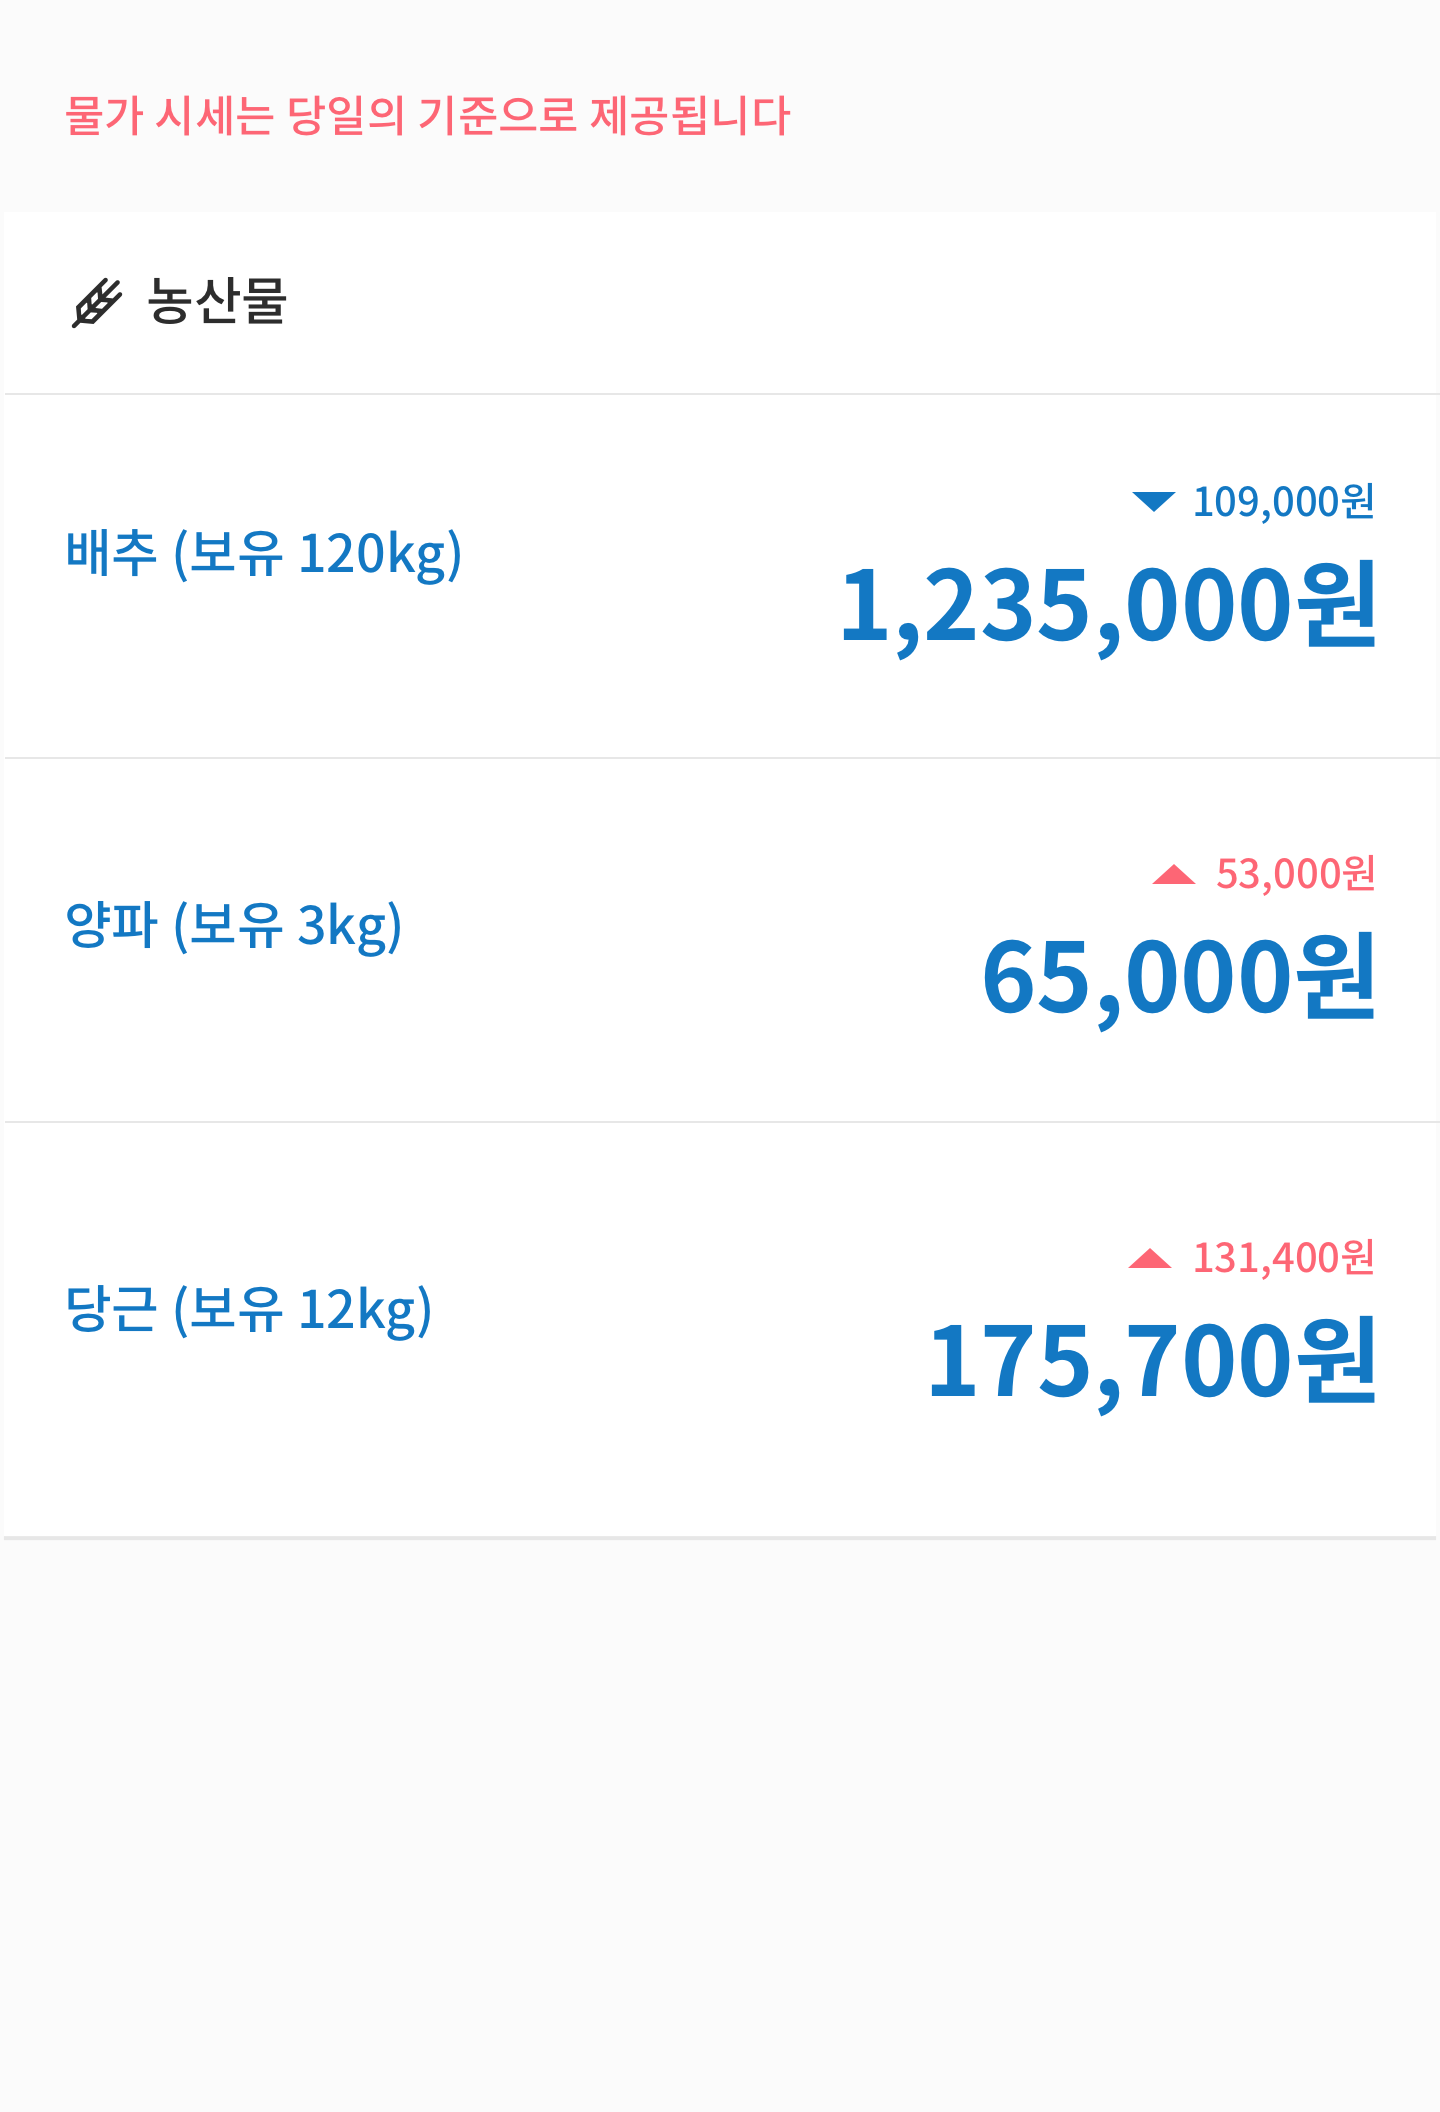 물가 시세는 당일의 기준으로 제공됩니다
농산물
배추 (보유 120kg)
109,000원
1,235,000원
양파 (보유 3kg)
53,000원
65,000원
당근 (보유 12kg)
131,400원
175,700원